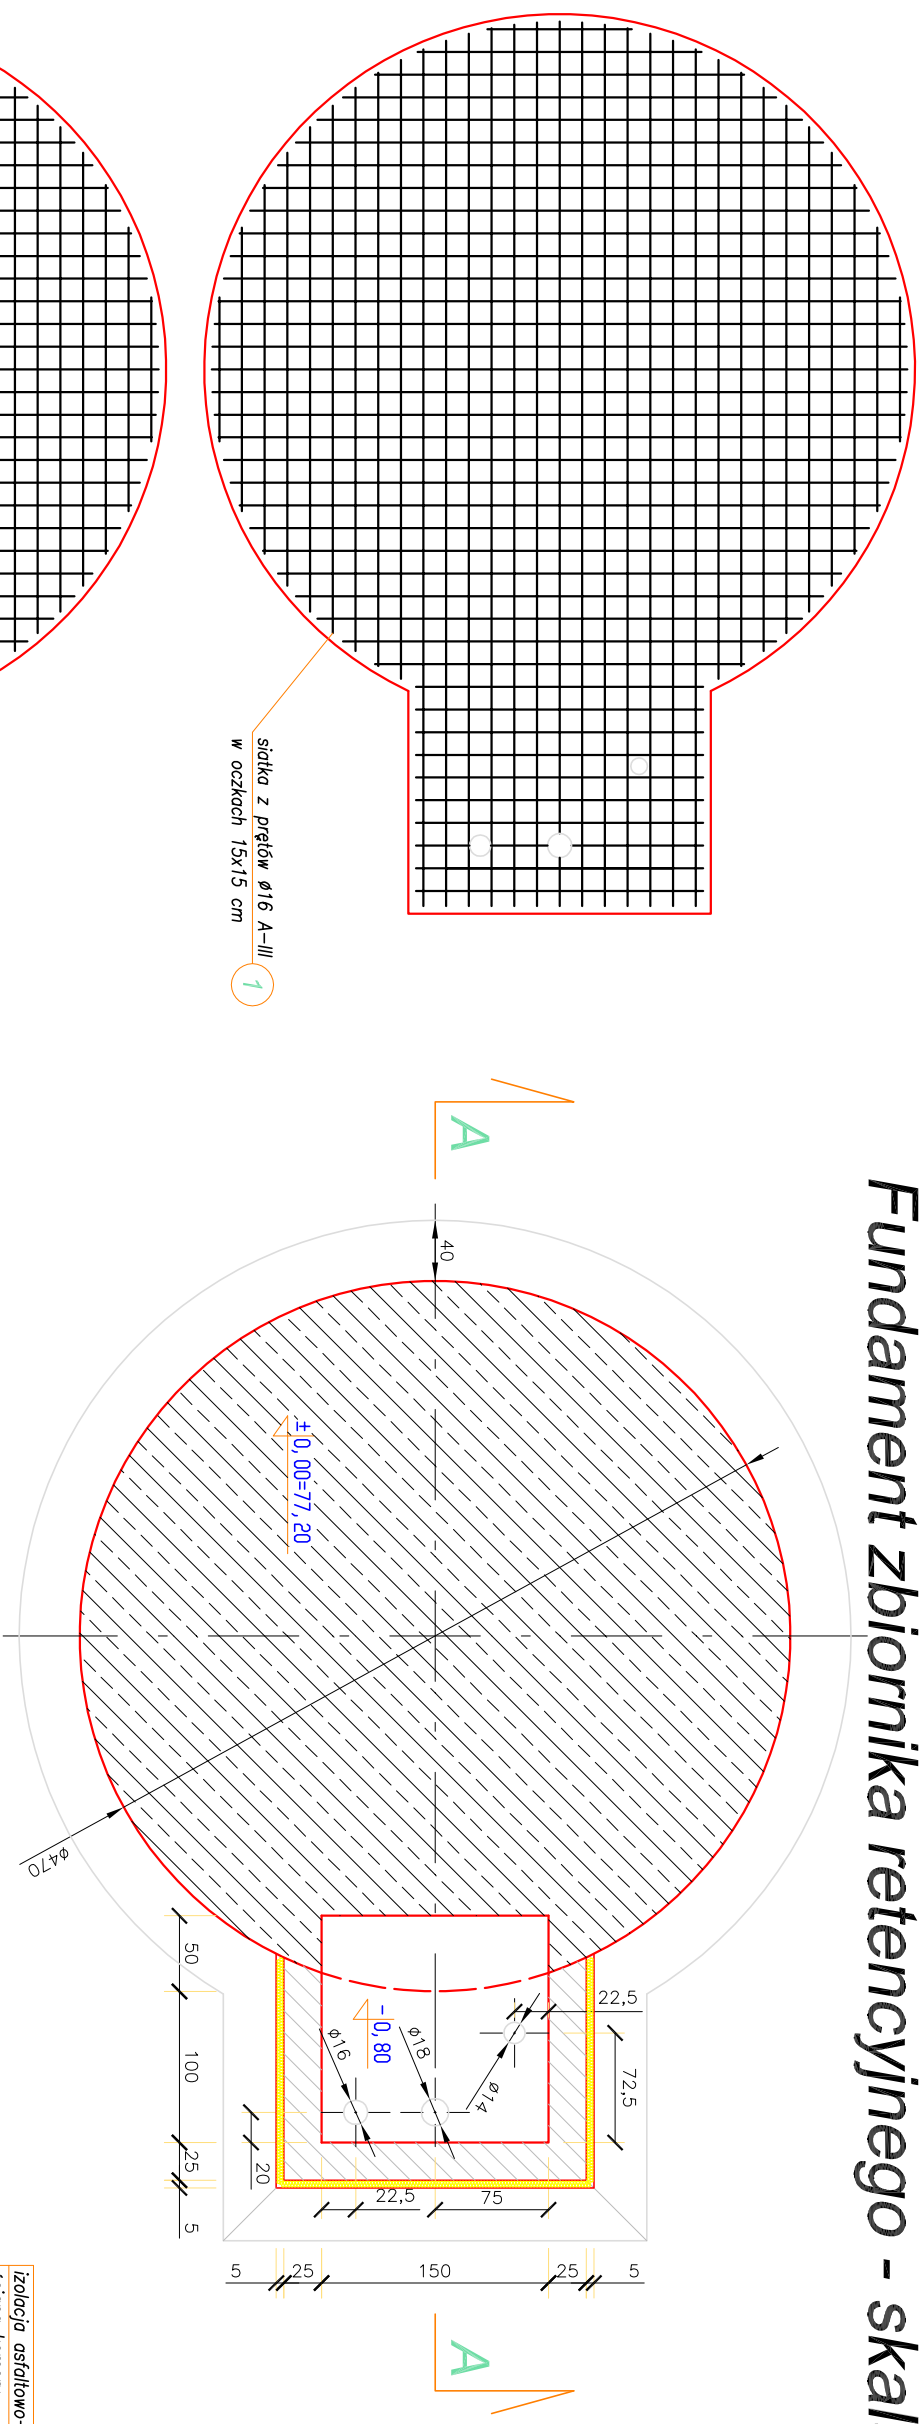 Fundament zbiornika retencyjnego - skal
siatka z prętów ø16 A-III
w oczkach 15x15 cm
1
A
40
±0,00=77,20
ø470
50
100
25
5
20
-0,80
ø16
ø18
ø14
22,5
72,5
22,5
75
5
25
150
25
5
A
izolacja asfaltowo-